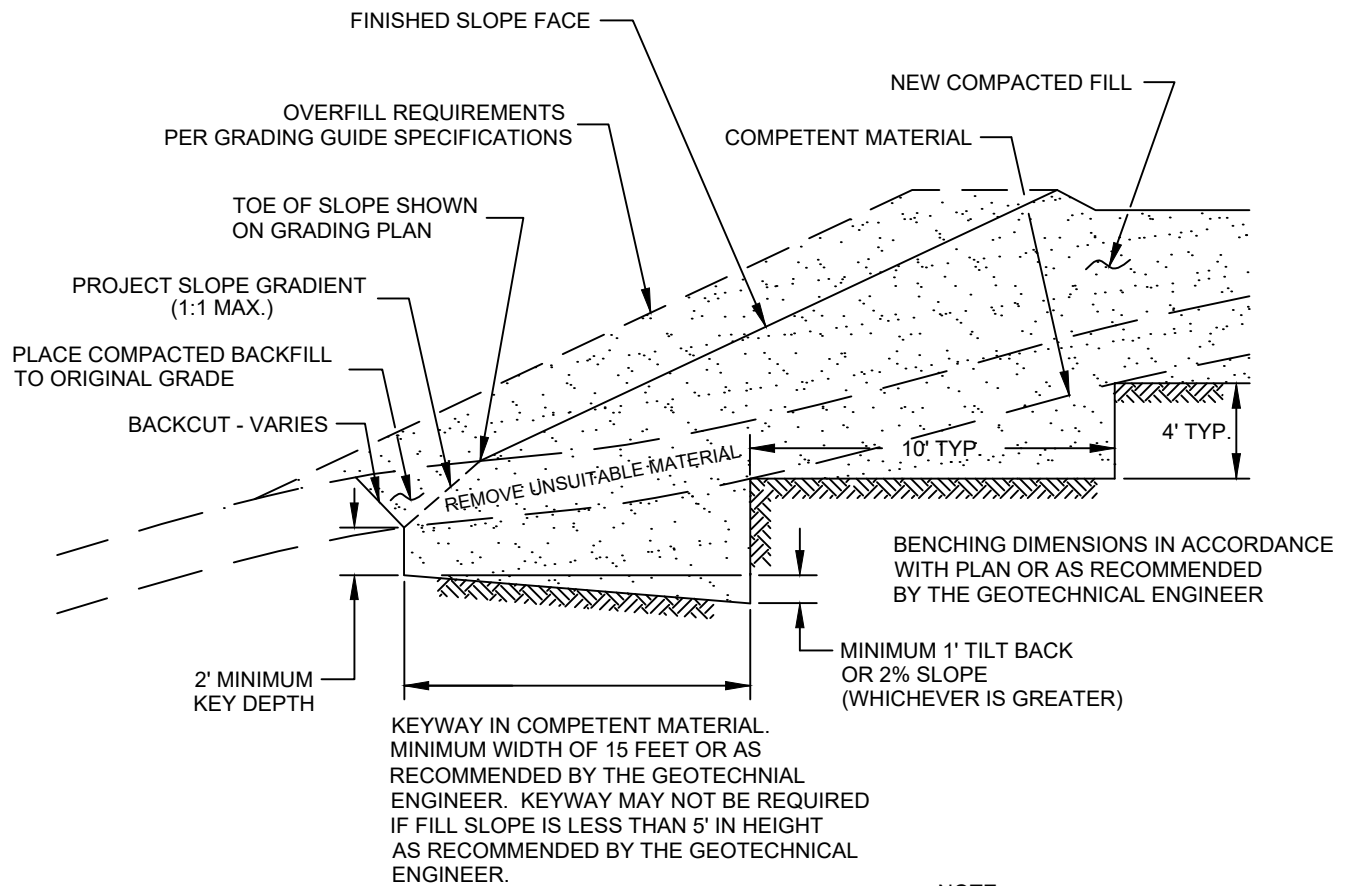 FINISHED SLOPE FACE
NEW COMPACTED FILL
OVERFILL REQUIREMENTS
PER GRADING GUIDE SPECIFICATIONS
COMPETENT MATERIAL
TOE OF SLOPE SHOWN
ON GRADING PLAN
PROJECT SLOPE GRADIENT
(1:1 MAX.)
PLACE COMPACTED BACKFILL
TO ORIGINAL GRADE
BACKCUT - VARIES
REMOVE UNSUITABLE MATERIAL
10' TYP.
4' TYP.
BENCHING DIMENSIONS IN ACCORDANCE
WITH PLAN OR AS RECOMMENDED
BY THE GEOTECHNICAL ENGINEER
2' MINIMUM
KEY DEPTH
MINIMUM 1' TILT BACK
OR 2% SLOPE
(WHICHEVER IS GREATER)
KEYWAY IN COMPETENT MATERIAL.
MINIMUM WIDTH OF 15 FEET OR AS
RECOMMENDED BY THE GEOTECHNIAL
ENGINEER. KEYWAY MAY NOT BE REQUIRED
IF FILL SLOPE IS LESS THAN 5' IN HEIGHT
AS RECOMMENDED BY THE GEOTECHNICAL
ENGINEER.